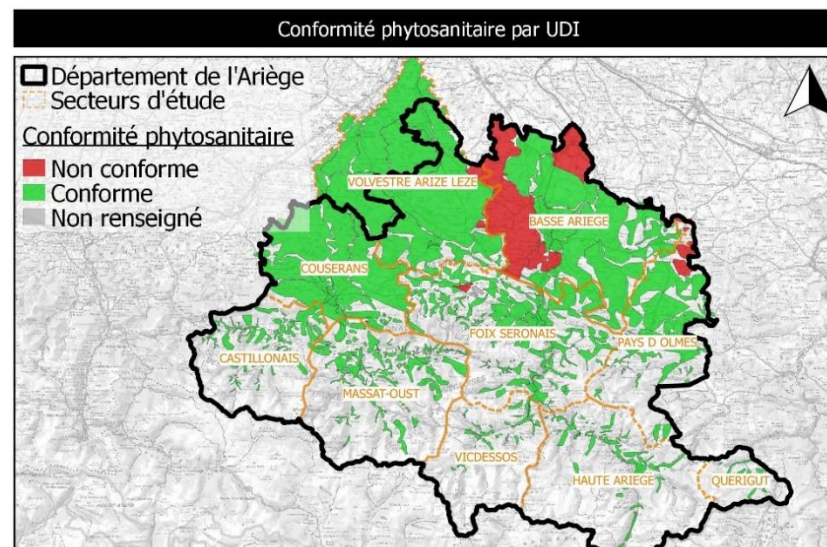 Conformité phytosanitaire par UDI
Département de l'Ariège
Secteurs d'étude
Conformité phytosanitaire
Non conforme
Conforme
Non renseigné
VOLVESTRE ARIZE LEZE
BASSE ARIEGE
COUSERANS
FOIX SERONAIS
PAYS D OLMES
CASTILLONAIS
MASSAT-OUST
VICDESSOS
HAUTE ARIEGE
QUERIGUT